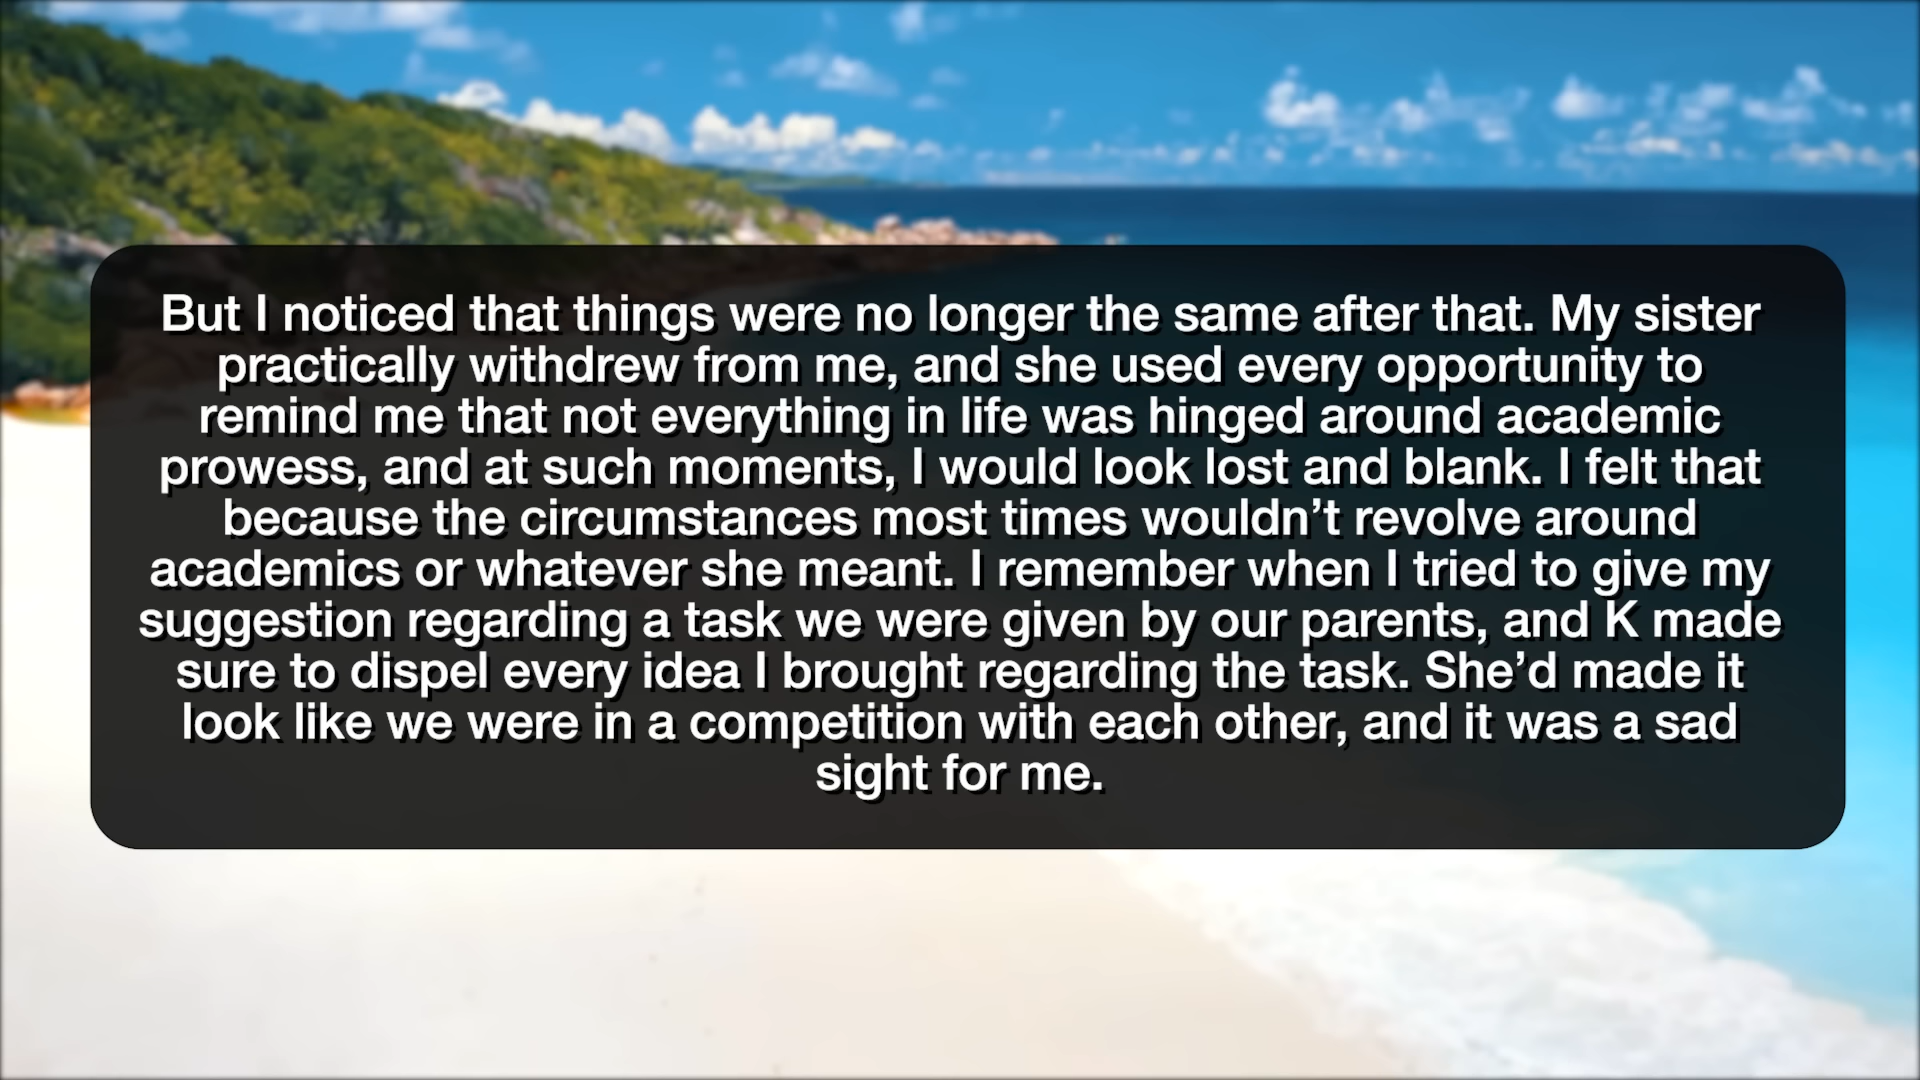 But I noticed that things were no longer the same after that. My sister
practically withdrew from me, and she used every opportunity to
remind me that not everything in life was hinged around academic
prowess, and at such moments, I would look lost and blank. I felt that
because the circumstances most times wouldn’t revolve around
academics or whatever she meant. I remember when I tried to give my
suggestion regarding a task we were given by our parents, and K made
sure to dispel every idea I brought regarding the task. She’d made it
look like we were in a competition with each other, and it was a sad
sight for me.